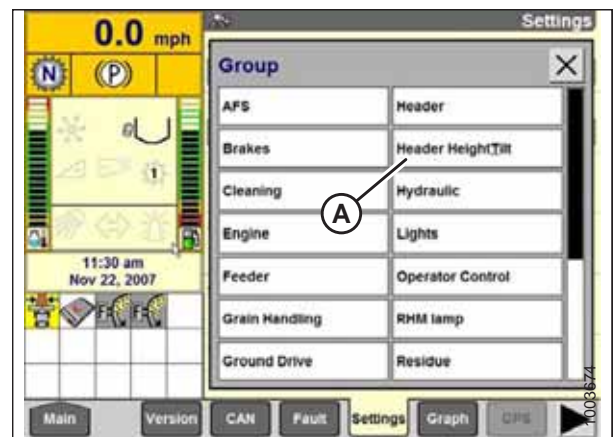 0.0 mph
Settings
N
(P)
Group
X
AFS
Header
Brakes
Header Height/Tilt
Cleaning
Hydraulic
A
Engine
Lights
Feeder
Operator Control
Grain Handling
RHM lamp
Ground Drive
Residue
1
11:30 am
Nov 22, 2007
F
F
Main
Version
CAN
Fault
Settings
Graph
GPS
1003674